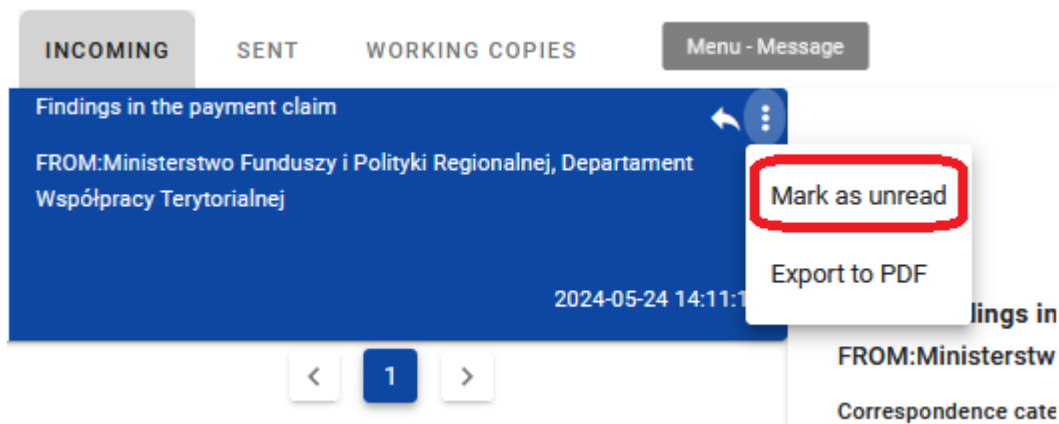 INCOMING SENT WORKING COPIES Menu - Message
Findings in the payment claim
FROM:Ministerstwo Funduszy i Polityki Regionalnej, Departament
Współpracy Terytorialnej
Mark as unread
Export to PDF
2024-05-24 14:11:1
lings in
FROM:Ministerstw
1
Correspondence cate